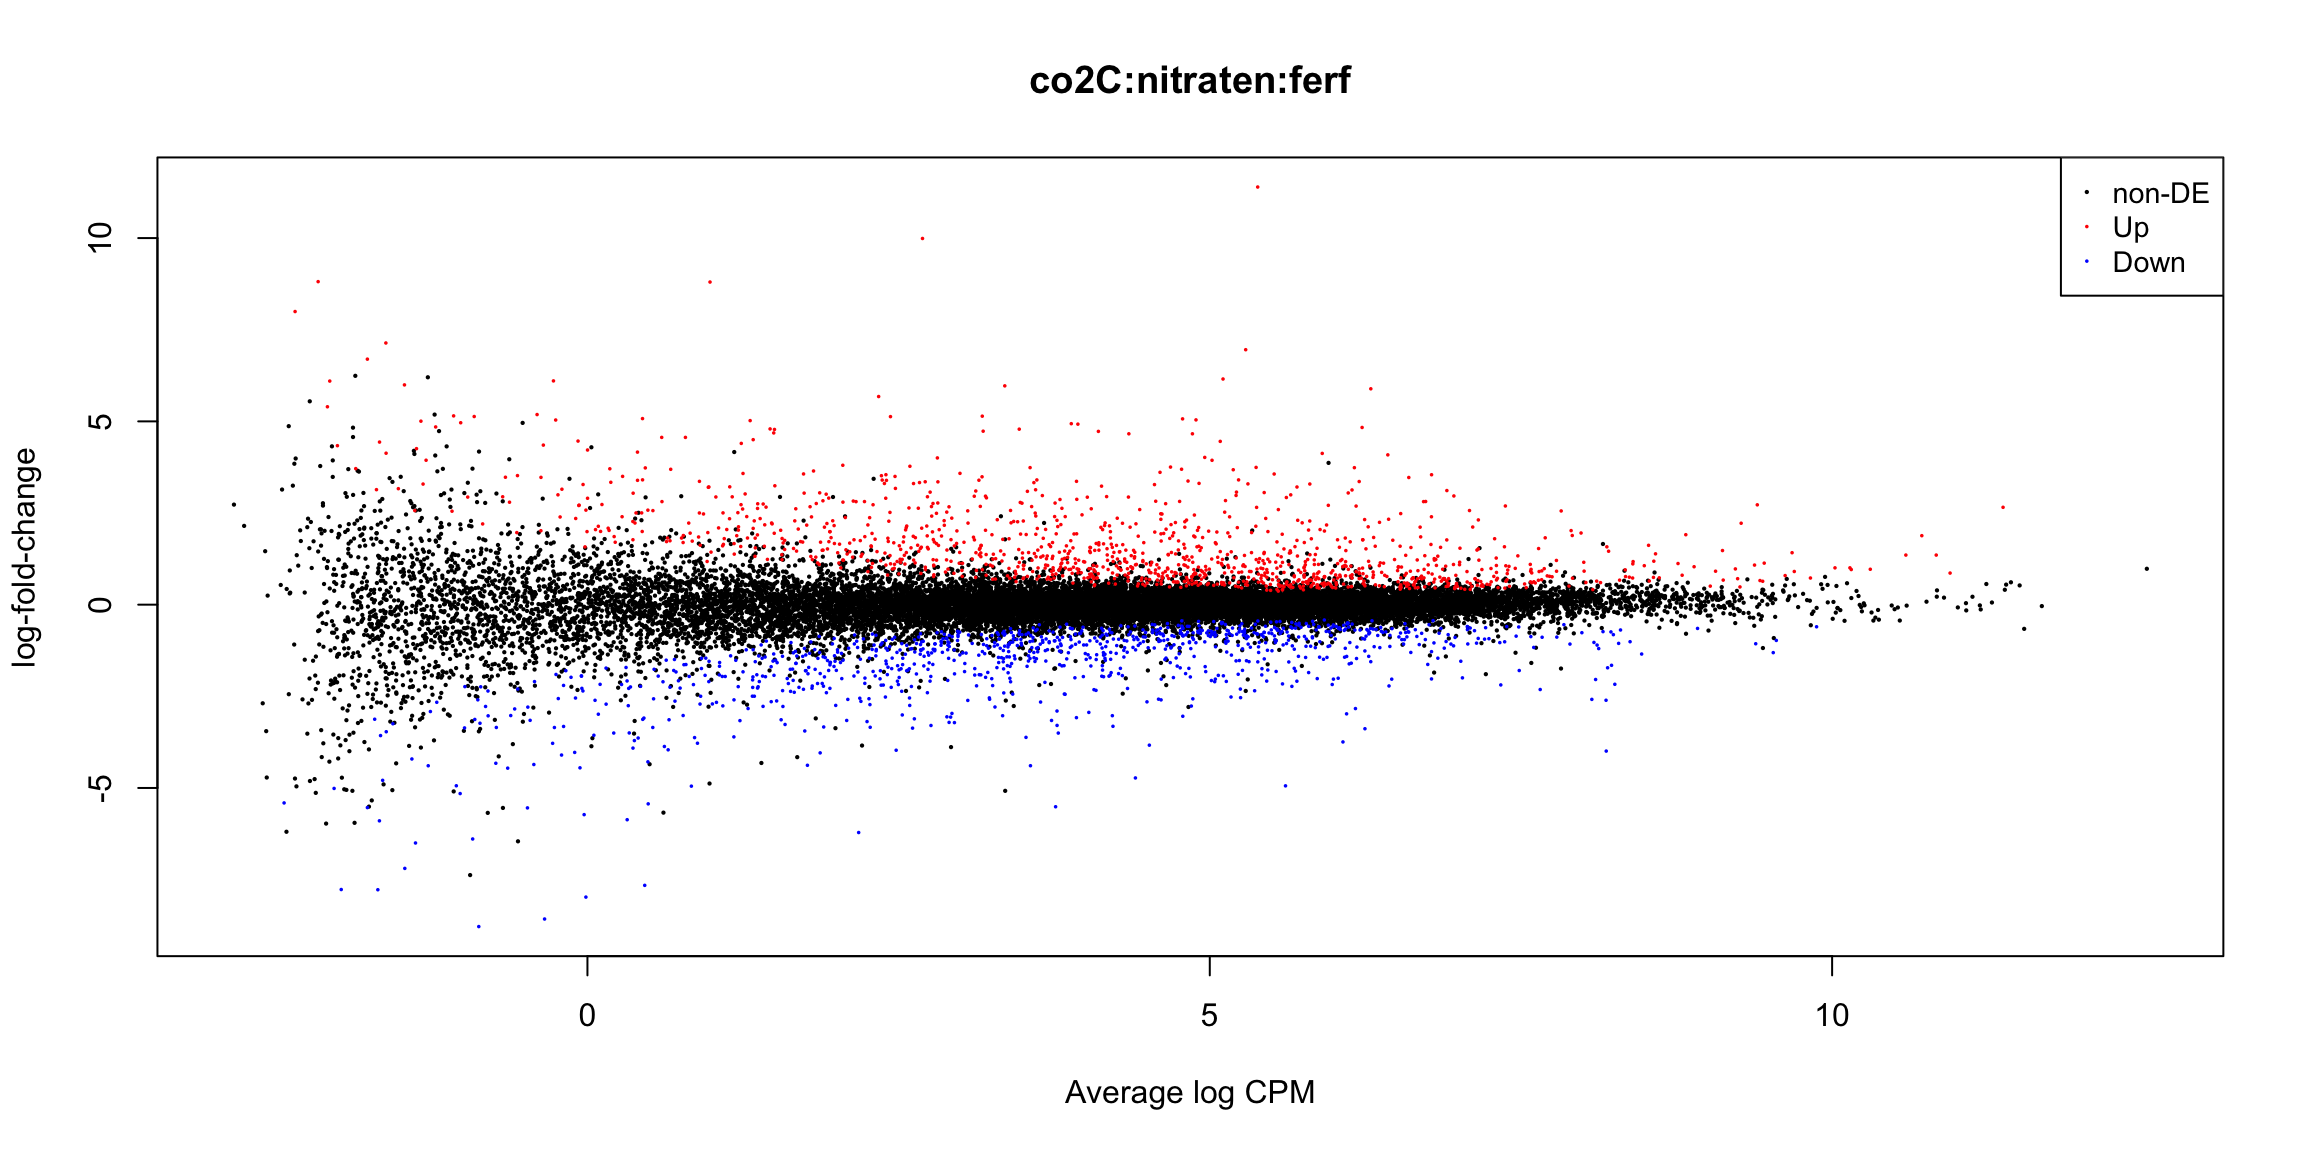 co2C:nitraten:ferf
non-DE
Up
Down
10
5
0
-5
log-fold-change
0 5 10
Average log CPM